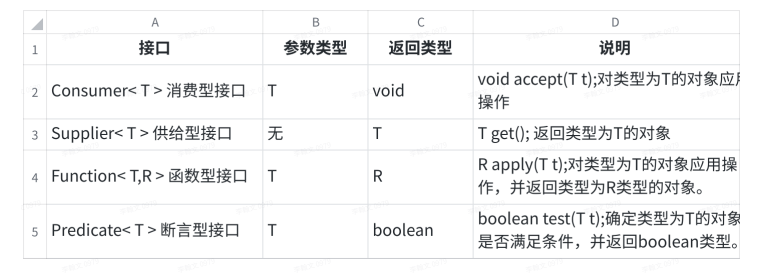 A B C D
1 接口 参数类型 返回类型 说明
2 Consumer< T > 消费型接口 T void void accept(T t);对类型为T的对象应用
操作
3 Supplier< T > 供给型接口 无 T T get(); 返回类型为T的对象
4 Function< T,R > 函数型接口 T R R apply(T t);对类型为T的对象应用操
作，并返回类型为R类型的对象。
5 Predicate< T > 断言型接口 T boolean boolean test(T t);确定类型为T的对象
是否满足条件，并返回boolean类型。